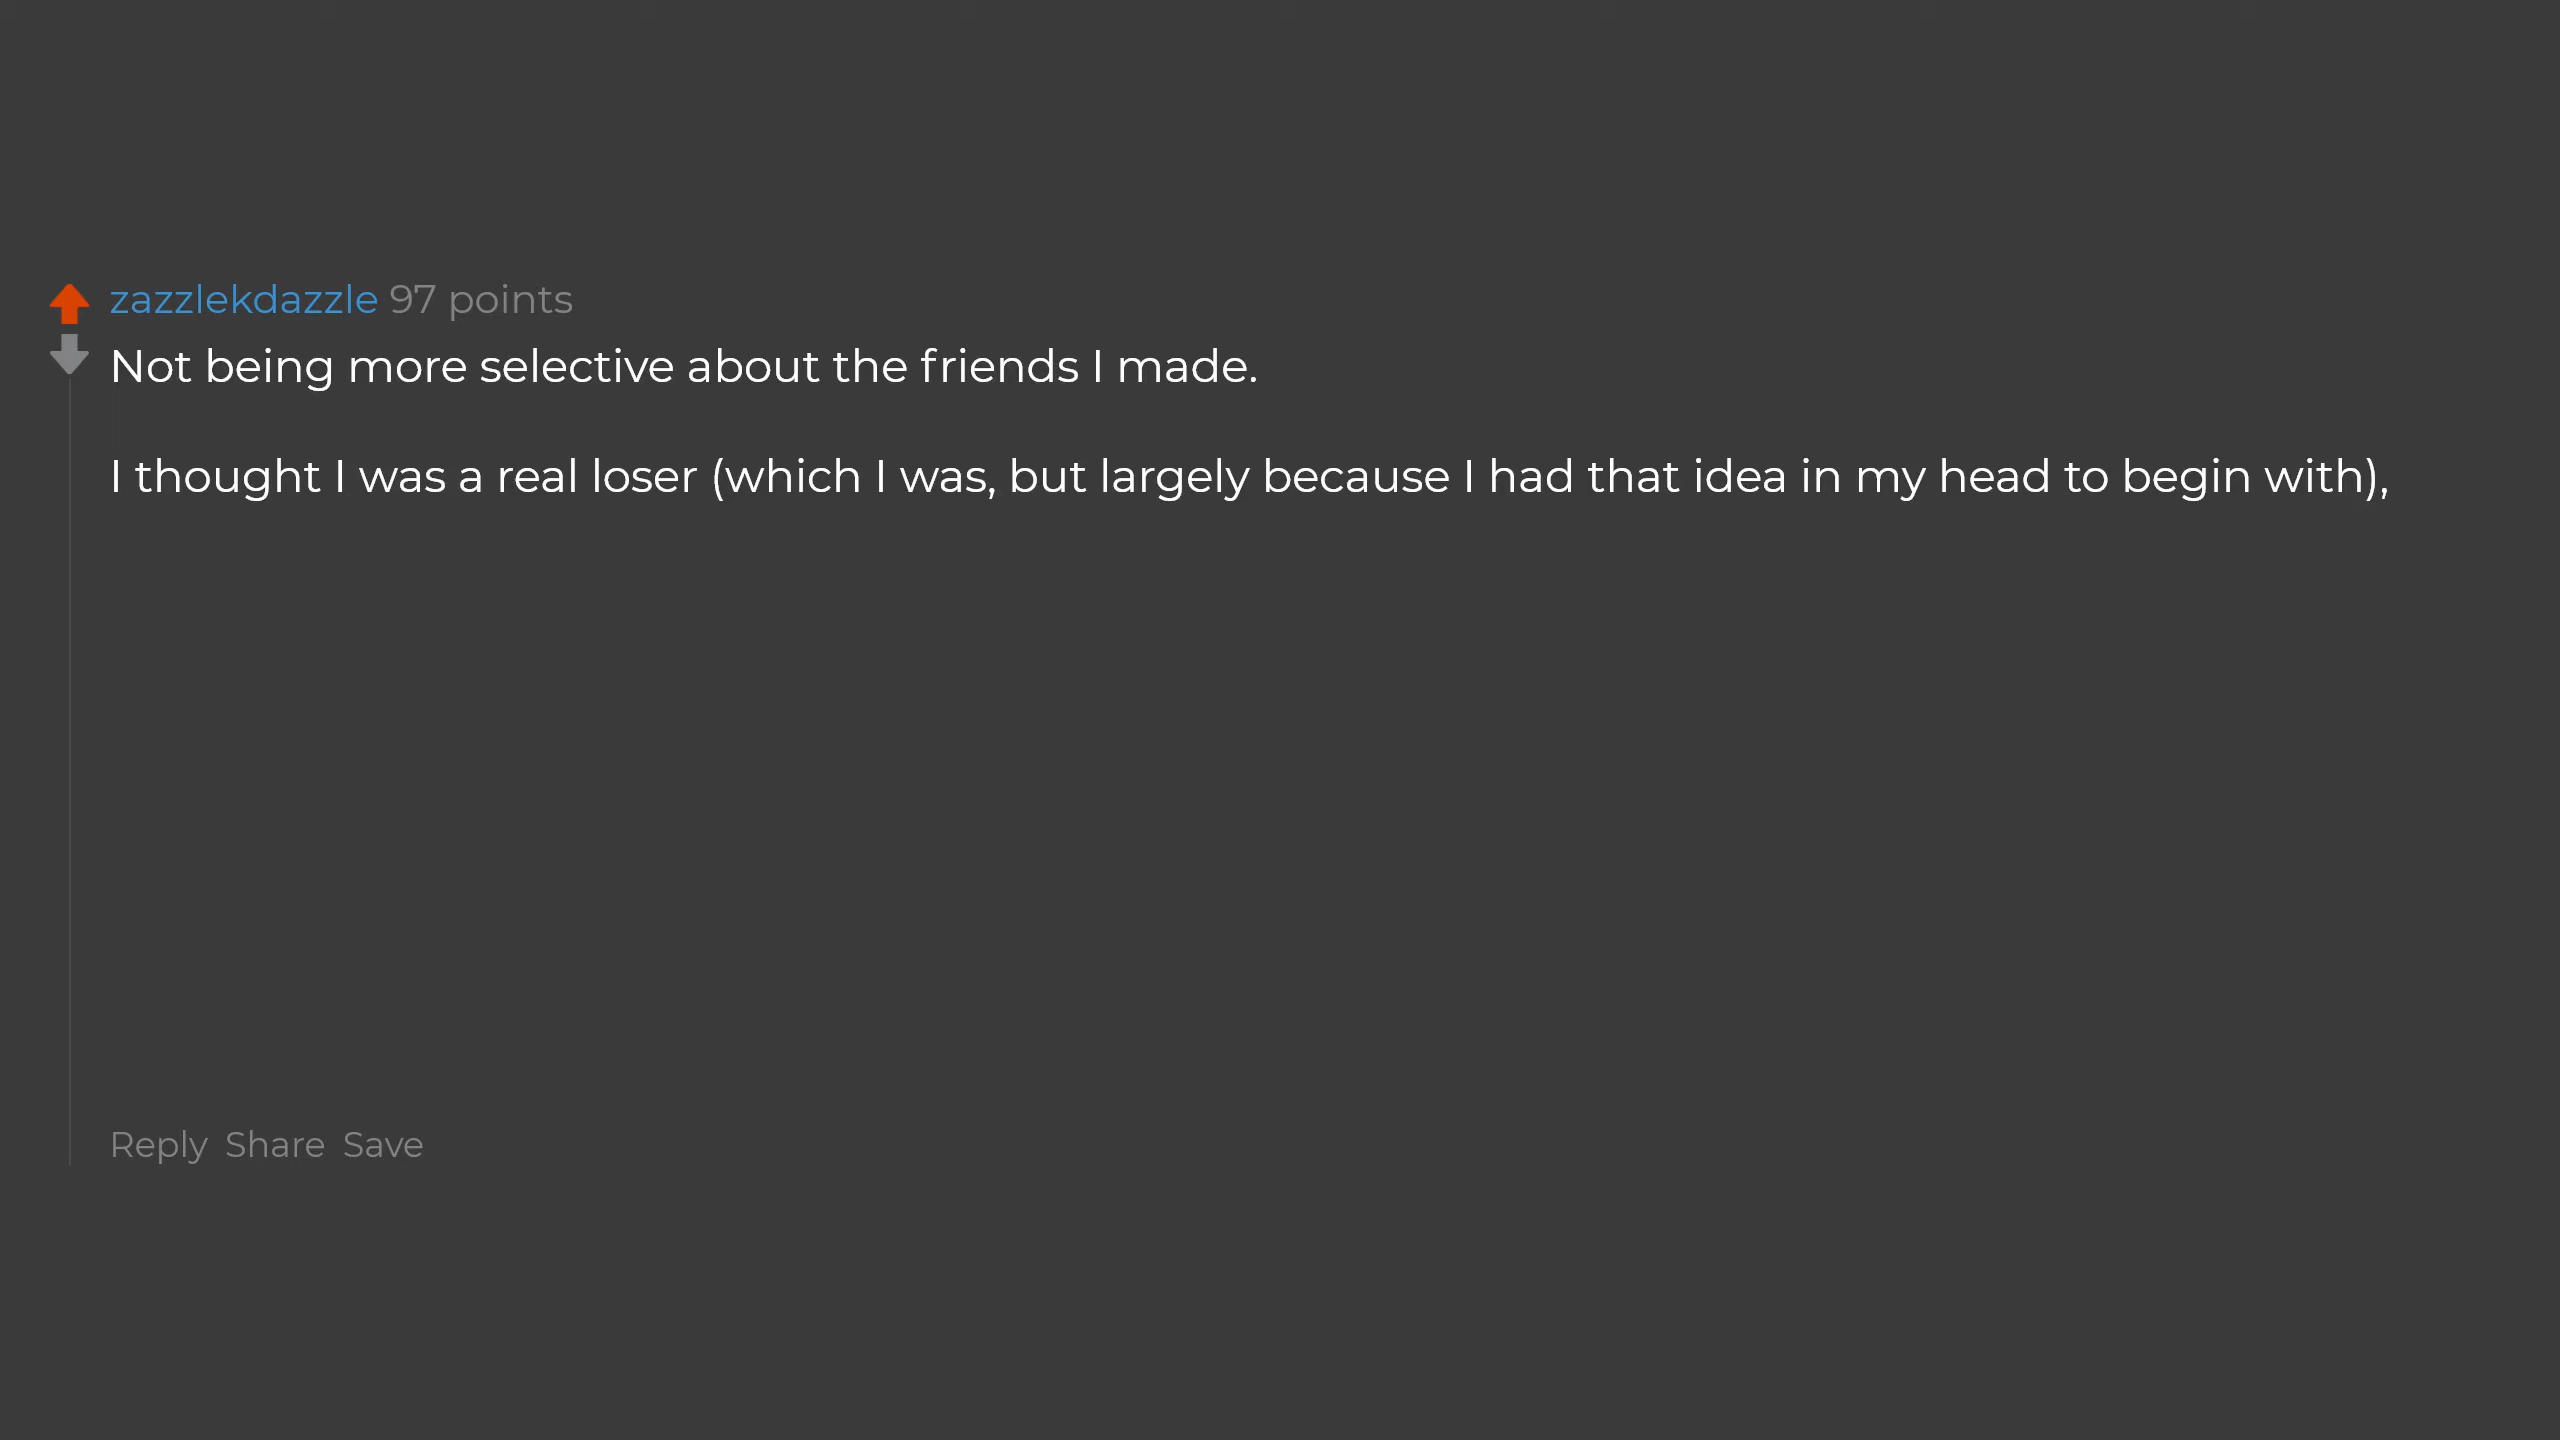 zazzlekdazzle 97 points
Not being more selective about the friends I made.
I thought I was a real loser (which I was, but largely because I had that idea in my head to begin with),
Reply Share Save